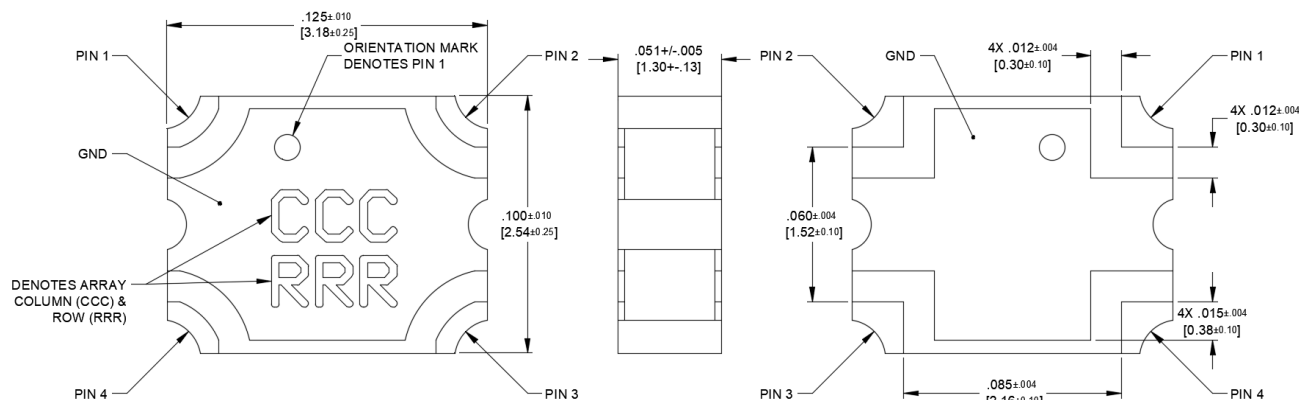 .125±.010
[3.18±0.25]
PIN 1
ORIENTATION MARK
DENOTES PIN 1
PIN 2
GND
CCC
RRR
.100±.010
[2.54±0.25]
DENOTES ARRAY
COLUMN (CCC) &
ROW (RRR)
PIN 4
PIN 3
.051+/-.005
[1.30+-.13]
PIN 2
GND
4X .012±.004
[0.30±0.10]
PIN 1
4X .012±.004
[0.30±0.10]
.060±.004
[1.52±0.10]
4X .015±.004
[0.38±0.10]
PIN 3
.085±.004
[2.16±0.10]
PIN 4